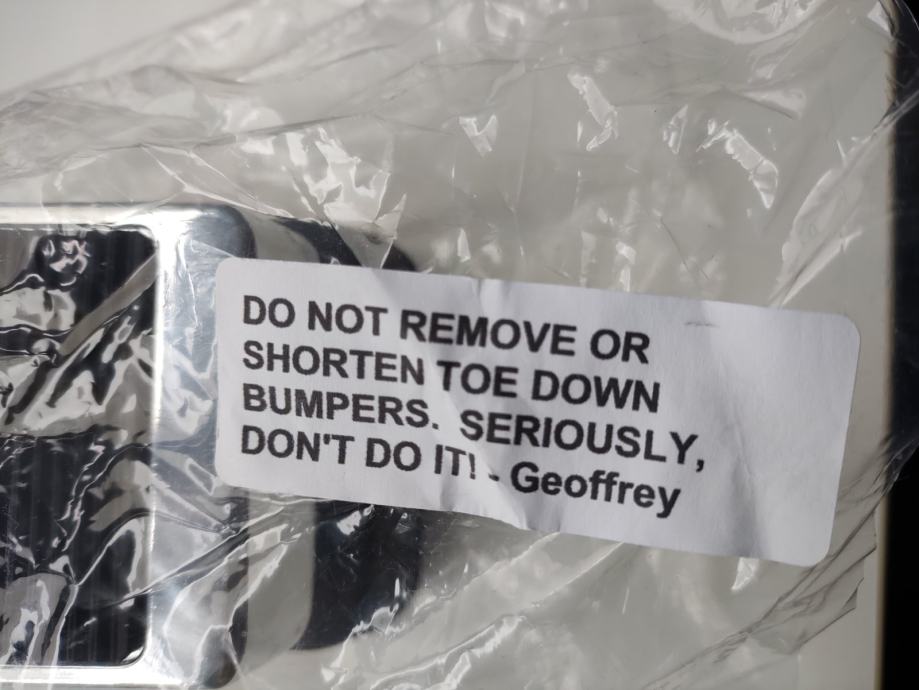 DO NOT REMOVE OR
SHORTEN TOE DOWN
BUMPERS. SERIOUSLY,
DON'T DO IT! - Geoffrey